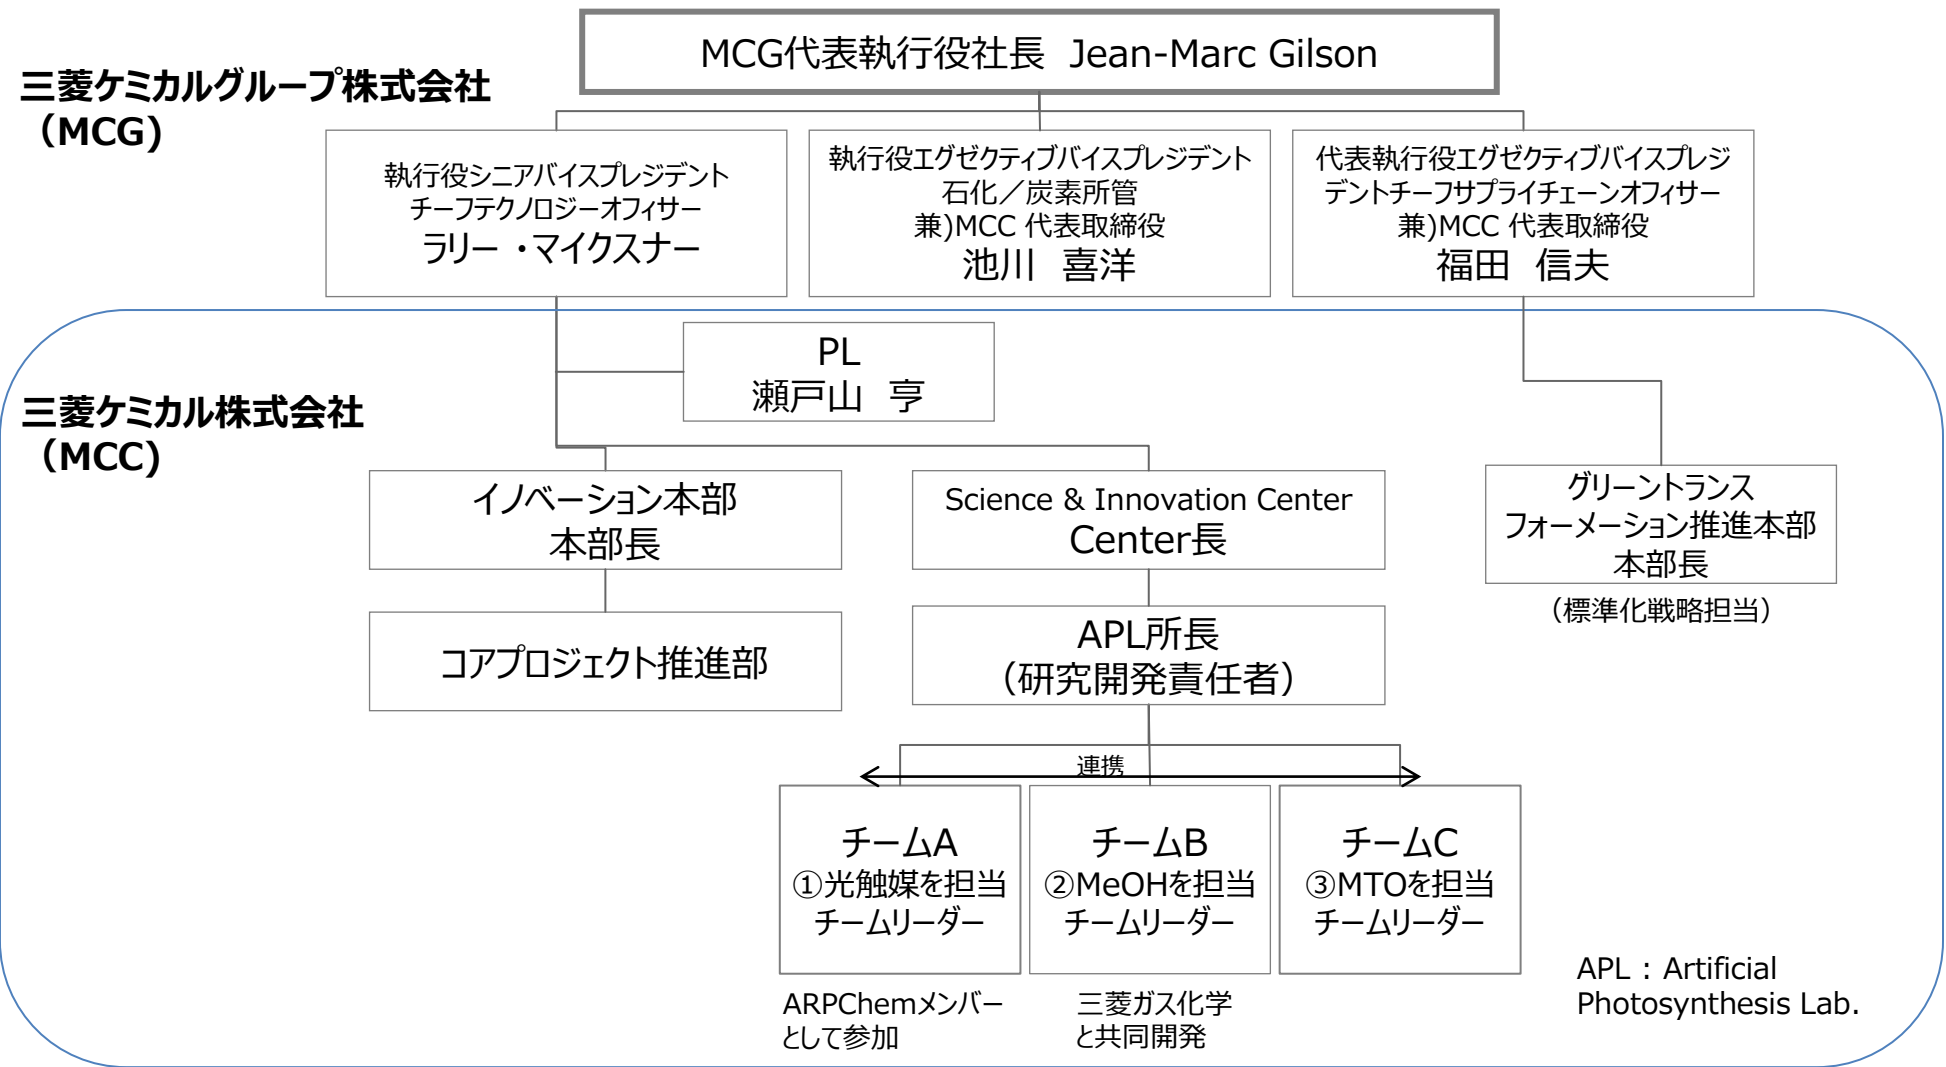 MCG代表執行役社長 Jean-Marc Gilson
三菱ケミカルグループ株式会社
（MCG)
執行役シニアバイスプレジデント
チーフテクノロジーオフィサー
ラリー ・マイクスナー
執行役エグゼクティブバイスプレジデント
石化／炭素所管
兼)MCC 代表取締役
池川 喜洋
代表執行役エグゼクティブバイスプレジ
デントチーフサプライチェーンオフィサー
兼)MCC 代表取締役
福田 信夫
PL
瀬戸山 亨
三菱ケミカル株式会社
（MCC)
イノベーション本部
本部長
Science & Innovation Center
Center長
グリーントランス
フォーメーション推進本部
本部長
（標準化戦略担当）
コアプロジェクト推進部
APL所長
（研究開発責任者）
連携
チームA
①光触媒を担当
チームリーダー
チームB
②MeOHを担当
チームリーダー
チームC
③MTOを担当
チームリーダー
ARPChemメンバー
として参加
三菱ガス化学
と共同開発
APL : Artificial
Photosynthesis Lab.